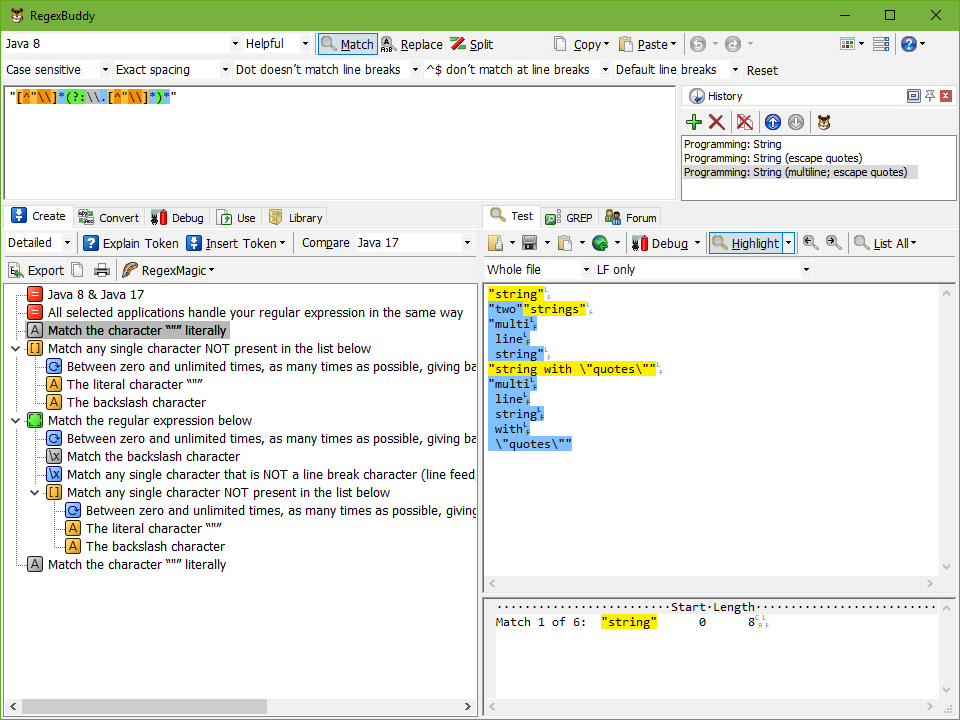 RegexBuddy
Java 8 Helpful Match Replace Split Copy Paste
Case sensitive Exact spacing Dot doesn't match line breaks ^$ don't match at line breaks Default line breaks Reset
"[^"\\]*(?:\\.[^"\\]*)*"
History
Programming: String
Programming: String (escape quotes)
Programming: String (multiline; escape quotes)
Create Convert Debug Use Library
Detailed Explain Token Insert Token Compare Java 17
Export RegexMagic
Java 8 & Java 17
All selected applications handle your regular expression in the same way
Match the character “"” literally
Match any single character NOT present in the list below
Between zero and unlimited times, as many times as possible, giving ba
The literal character “"”
The backslash character
Match the regular expression below
Between zero and unlimited times, as many times as possible, giving ba
Match the backslash character
Match any single character that is NOT a line break character (line feed,
Match any single character NOT present in the list below
Between zero and unlimited times, as many times as possible, giving
The literal character “"”
The backslash character
Match the character “"” literally
Test GREP Forum
Debug Highlight List All
Whole file LF only
"string"
"two""strings"
"multi
line
string"
"string with \"quotes\""
"multi
line
string
with
\"quotes\""
Start Length
Match 1 of 6: "string" 0 8